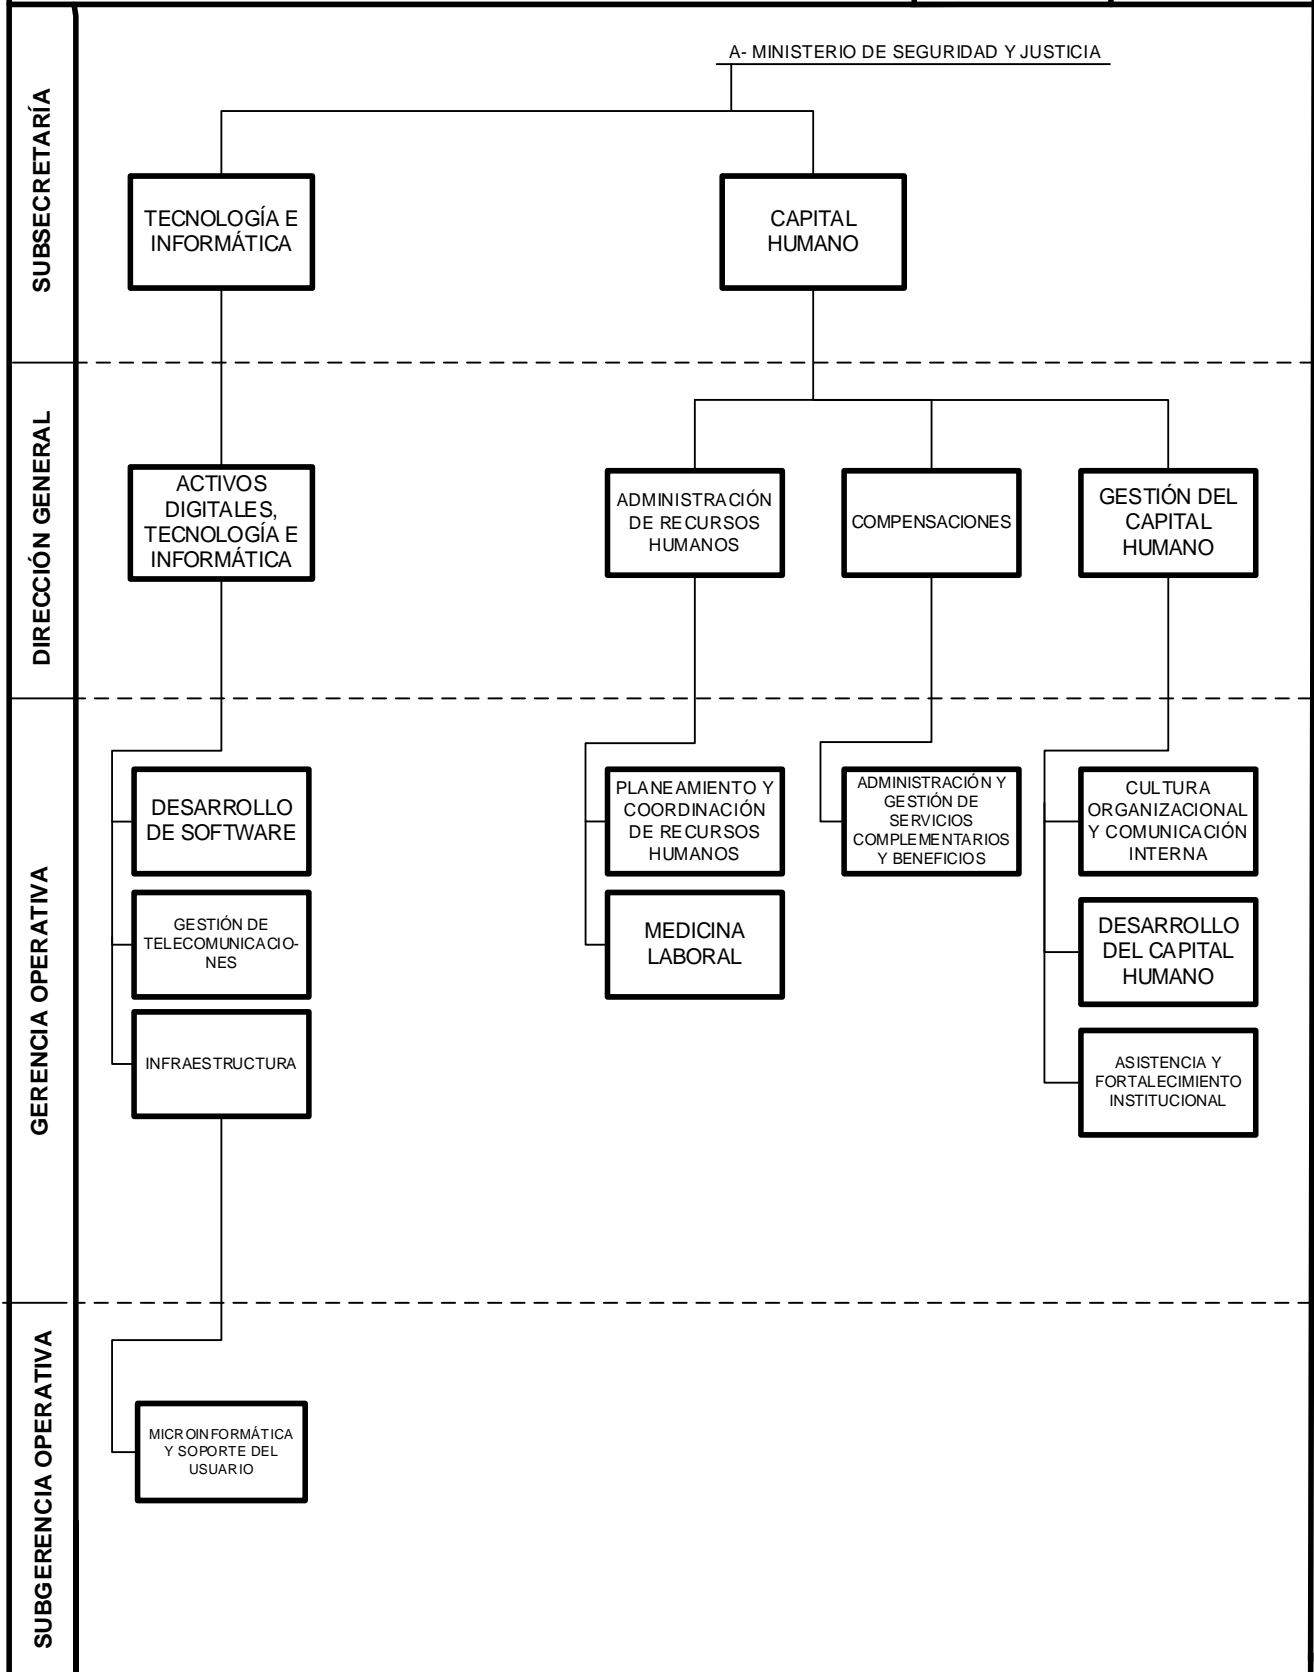 A- MINISTERIO DE SEGURIDAD Y JUSTICIA
SUBSECRETARÍA
TECNOLOGÍA E
INFORMÁTICA
CAPITAL
HUMANO
DIRECCIÓN GENERAL
ACTIVOS
DIGITALES,
TECNOLOGÍA E
INFORMÁTICA
ADMINISTRACIÓN
DE RECURSOS
HUMANOS
COMPENSACIONES
GESTIÓN DEL
CAPITAL
HUMANO
GERENCIA OPERATIVA
DESARROLLO
DE SOFTWARE
PLANEAMIENTO Y
COORDINACIÓN
DE RECURSOS
HUMANOS
ADMINISTRACIÓN Y
GESTIÓN DE
SERVICIOS
COMPLEMENTARIOS
Y BENEFICIOS
CULTURA
ORGANIZACIONAL
Y COMUNICACIÓN
INTERNA
GESTIÓN DE
TELECOMUNICACIO-
NES
MEDICINA
LABORAL
DESARROLLO
DEL CAPITAL
HUMANO
INFRAESTRUCTURA
ASISTENCIA Y
FORTALECIMIENTO
INSTITUCIONAL
SUBGERENCIA OPERATIVA
MICROINFORMÁTICA
Y SOPORTE DEL
USUARIO